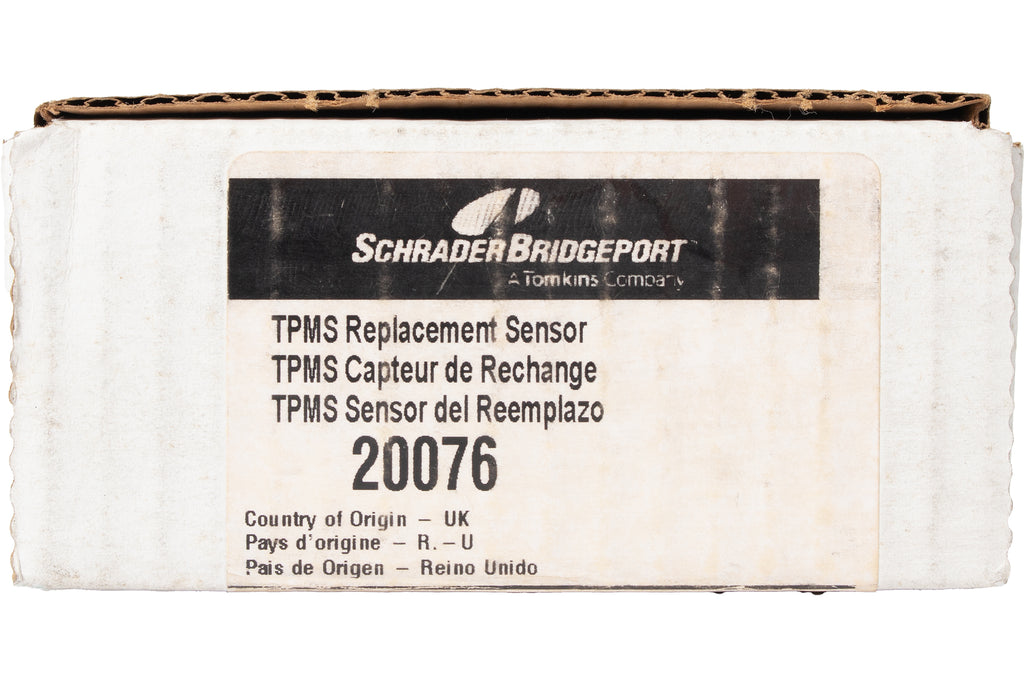 SCHRADER BRIDGEPORT
A Tomkins Company
TPMS Replacement Sensor
TPMS Capteur de Rechange
TPMS Sensor del Reemplazo
20076
Country of Origin – UK
Pays d'origine – R. – U
Pais de Origen – Reino Unido